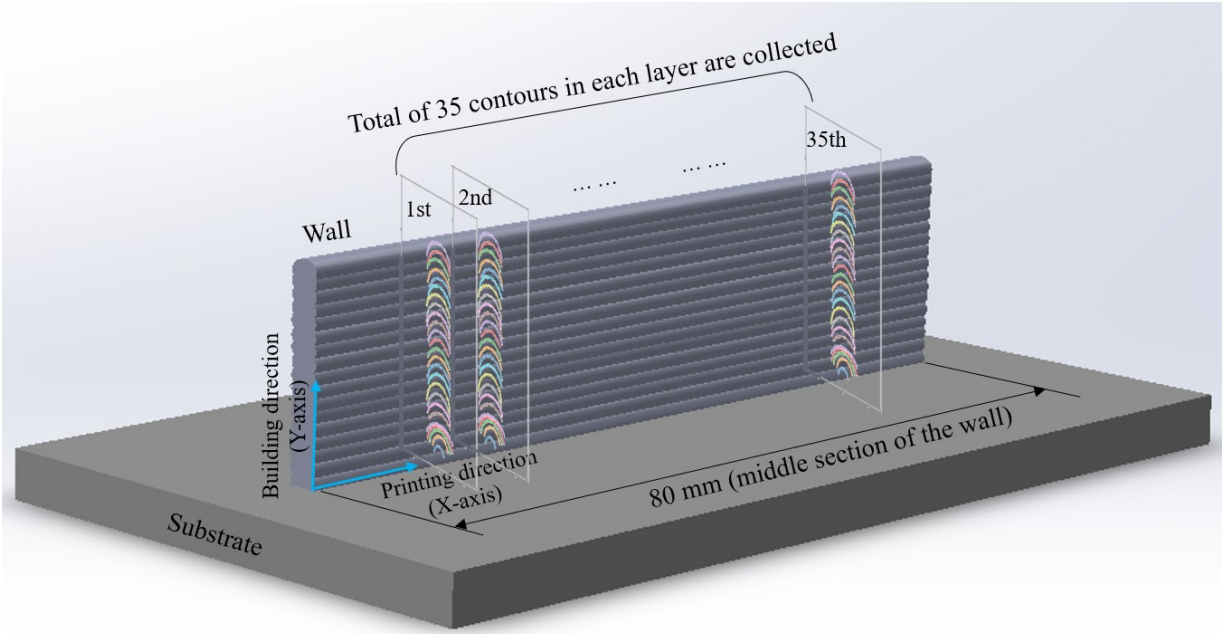 Total of 35 contours in each layer are collected
35th
... ...
... ...
2nd
1st
Wall
Building direction
(Y-axis)
Printing direction
(X-axis)
80 mm (middle section of the wall)
Substrate